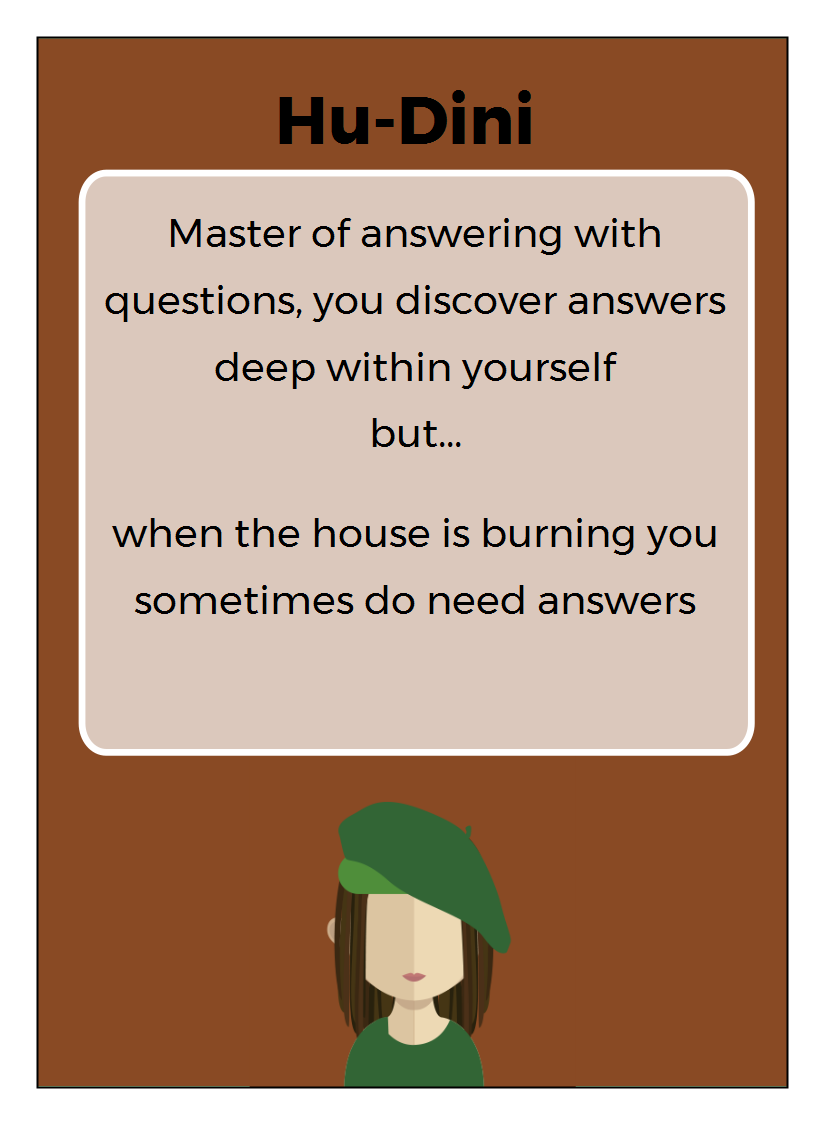 Hu-Dini
Master of answering with
questions, you discover answers
deep within yourself
but...
when the house is burning you
sometimes do need answers